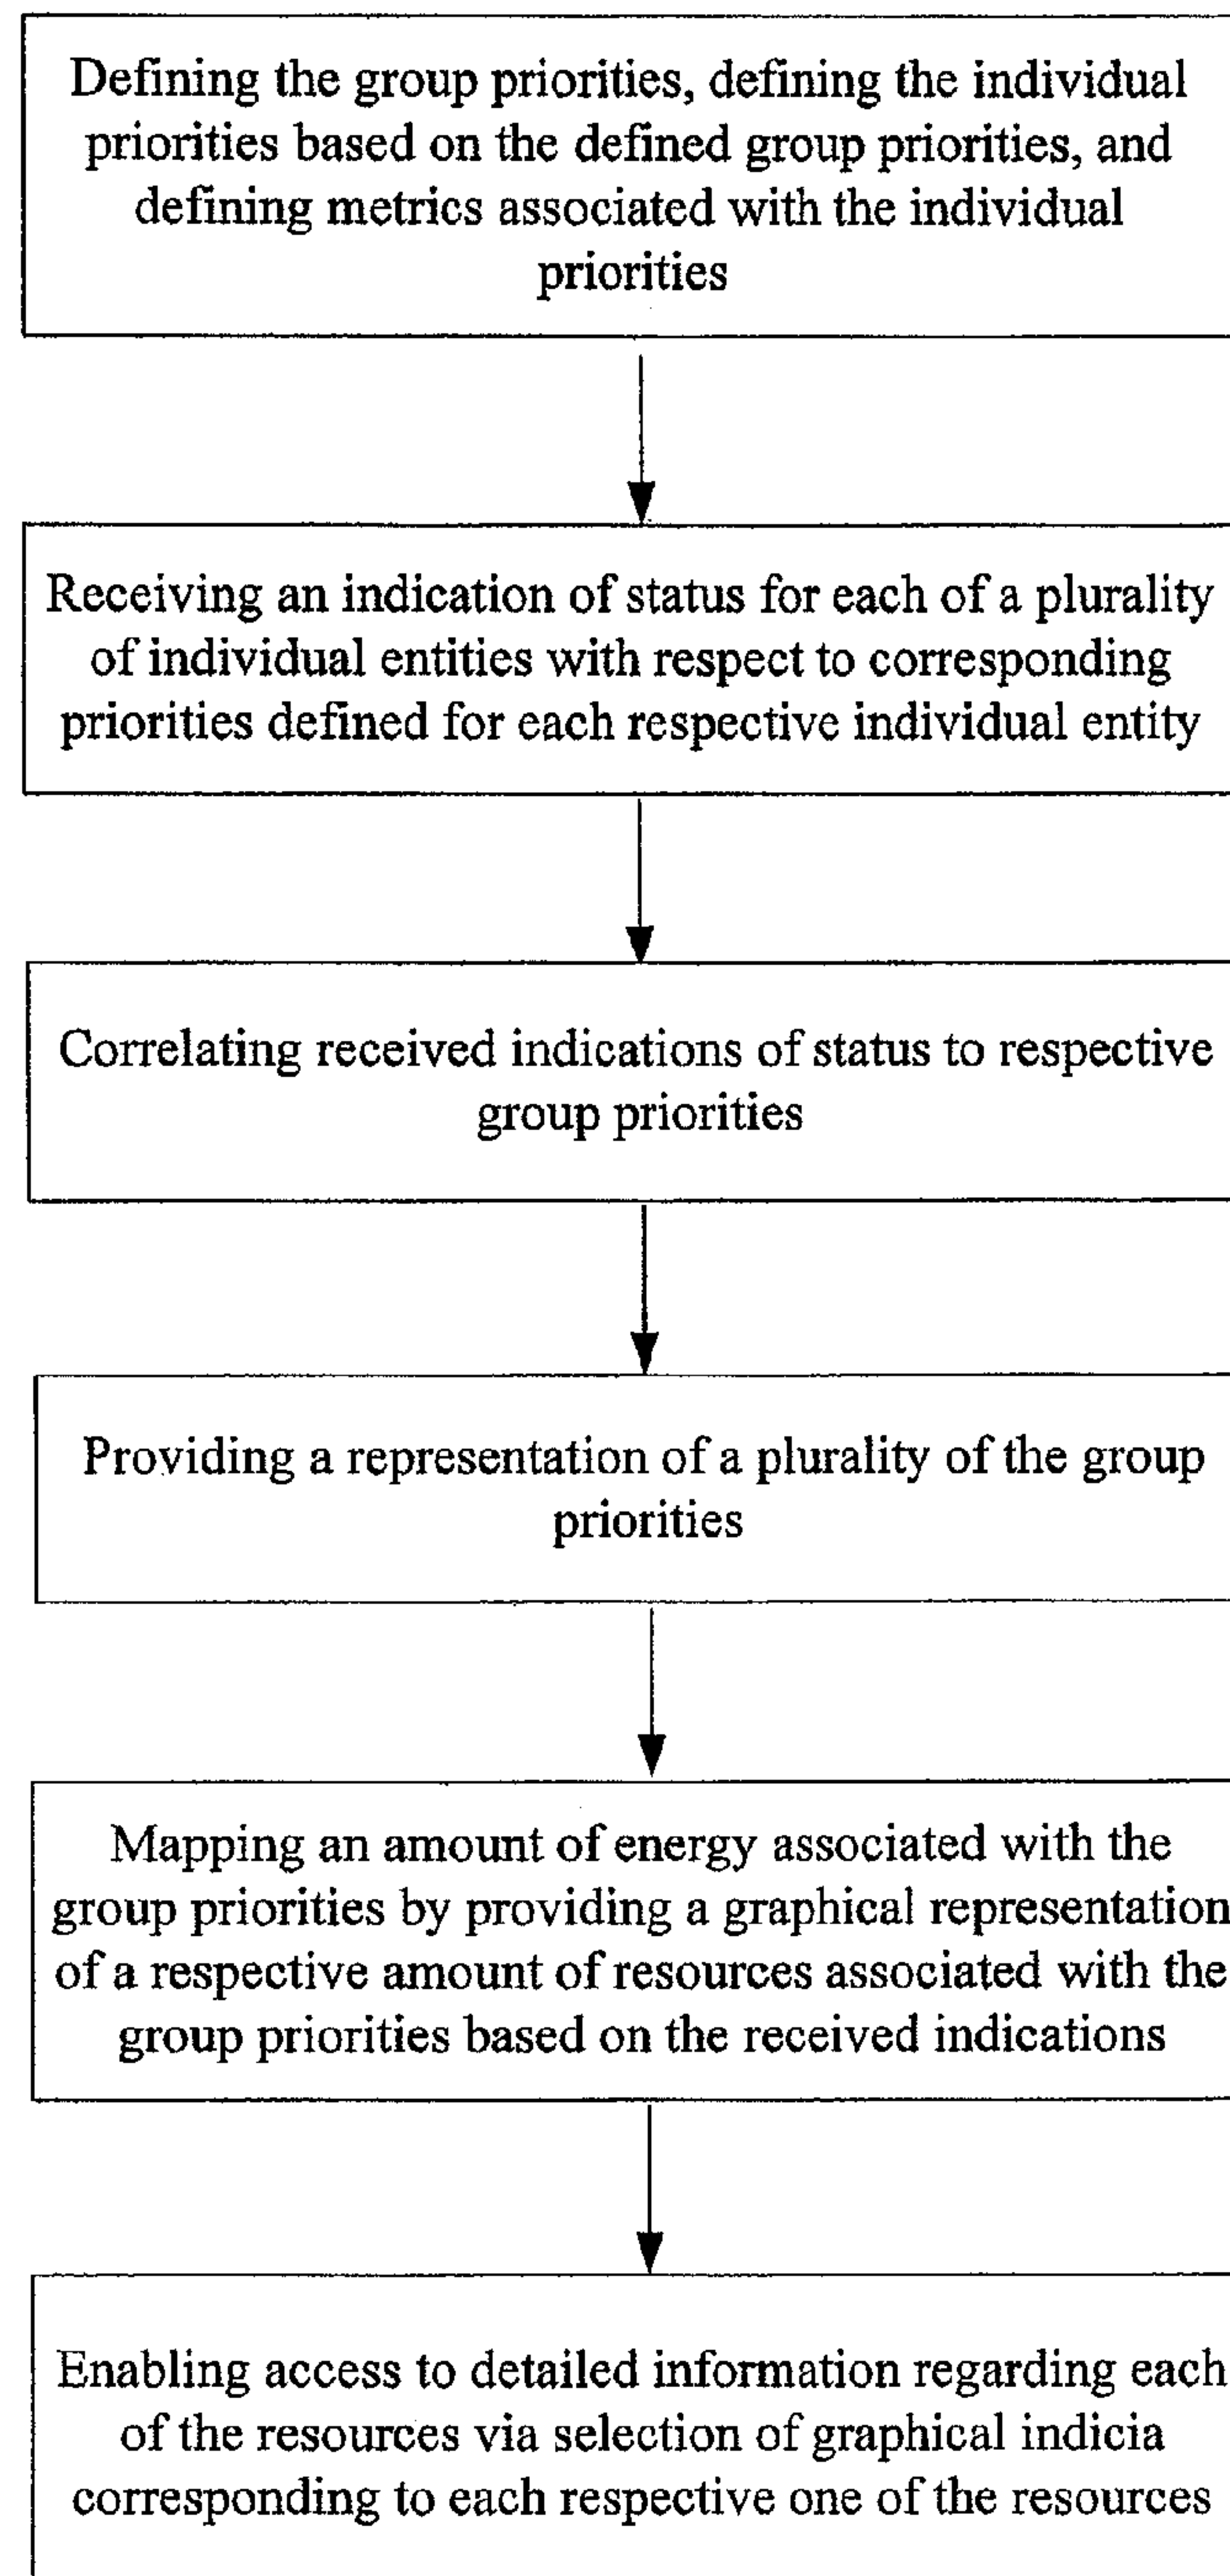 Defining the group priorities, defining the individual
priorities based on the defined group priorities, and
defining metrics associated with the individual
priorities
Receiving an indication of status for each of a plurality
of individual entities with respect to corresponding
priorities defined for each respective individual entity
Correlating received indications of status to respective
group priorities
Providing a representation of a plurality of the group
priorities
Mapping an amount of energy associated with the
group priorities by providing a graphical representation
of a respective amount of resources associated with the
group priorities based on the received indications
Enabling access to detailed information regarding each
of the resources via selection of graphical indicia
corresponding to each respective one of the resources